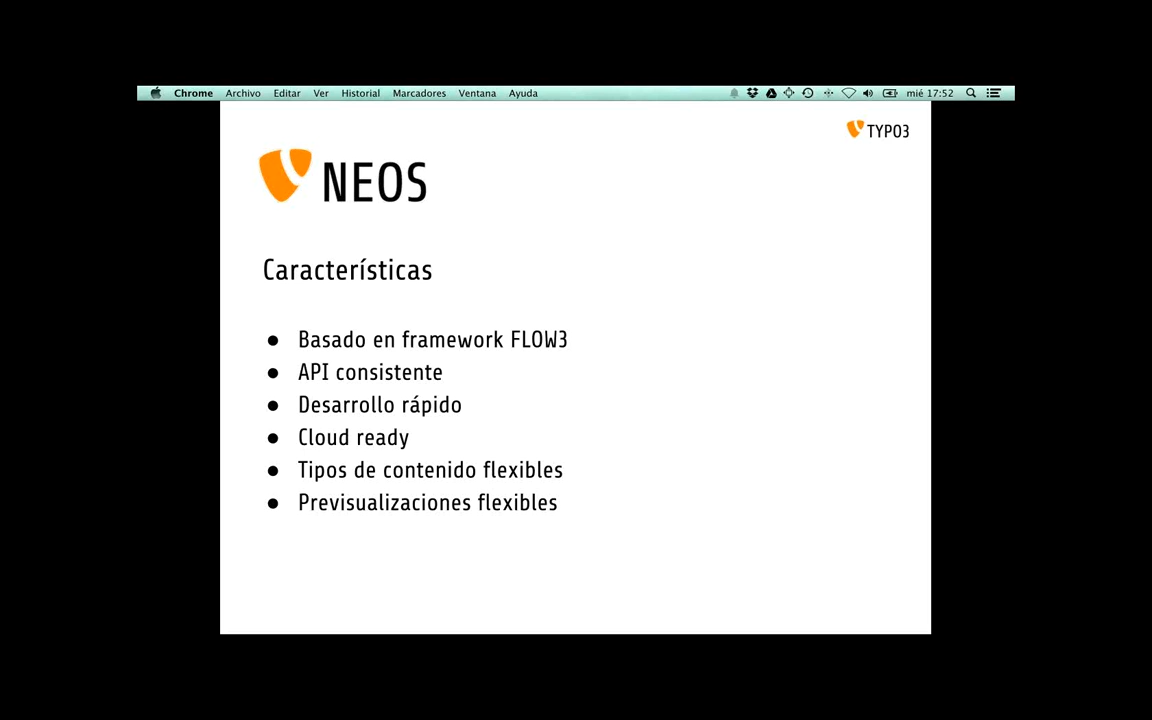 Chrome Archivo Editar Ver Historial Marcadores Ventana Ayuda mié 17:52
TYPO3
NEOS
Características
● Basado en framework FLOW3
● API consistente
● Desarrollo rápido
● Cloud ready
● Tipos de contenido flexibles
● Previsualizaciones flexibles